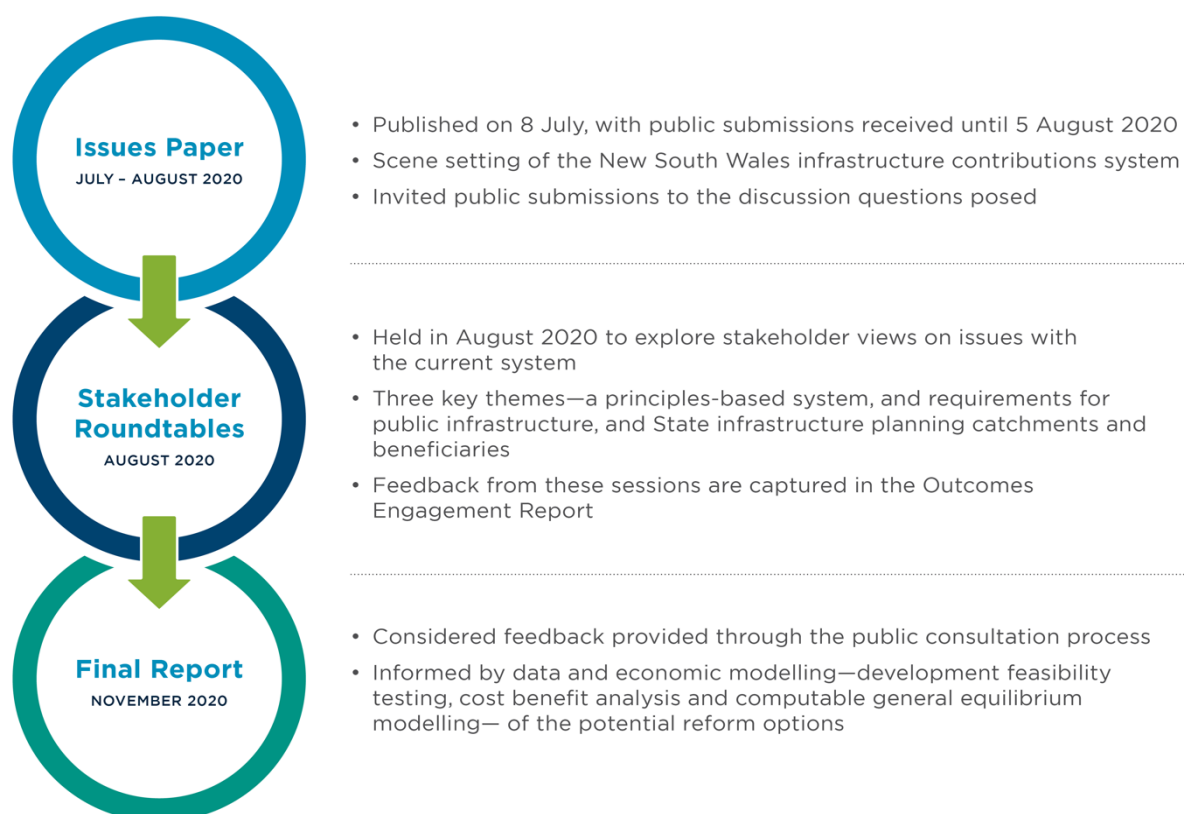 Issues Paper
JULY – AUGUST 2020
• Published on 8 July, with public submissions received until 5 August 2020
• Scene setting of the New South Wales infrastructure contributions system
• Invited public submissions to the discussion questions posed
Stakeholder
Roundtables
AUGUST 2020
• Held in August 2020 to explore stakeholder views on issues with
the current system
• Three key themes—a principles-based system, and requirements for
public infrastructure, and State infrastructure planning catchments and
beneficiaries
• Feedback from these sessions are captured in the Outcomes
Engagement Report
Final Report
NOVEMBER 2020
• Considered feedback provided through the public consultation process
• Informed by data and economic modelling—development feasibility
testing, cost benefit analysis and computable general equilibrium
modelling— of the potential reform options